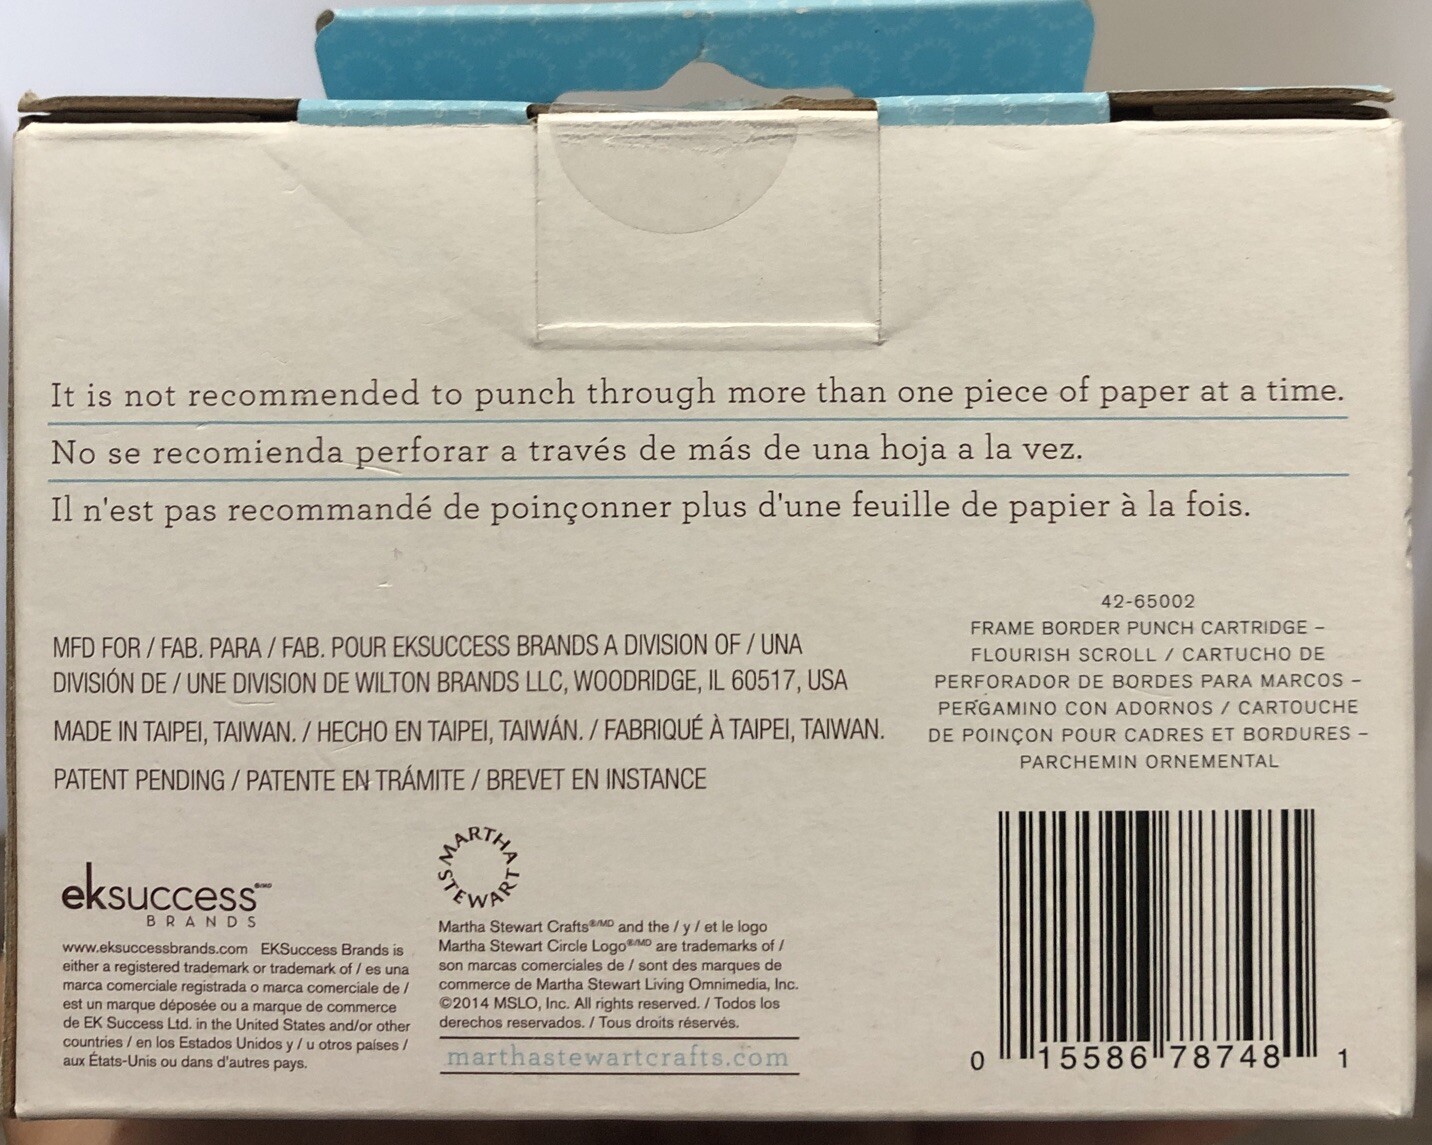 It is not recommended to punch through more than one piece of paper at a time.
No se recomienda perforar a través de más de una hoja a la vez.
Il n'est pas recommandé de poinçonner plus d'une feuille de papier à la fois.
MFD FOR / FAB. PARA / FAB. POUR EKSUCCESS BRANDS A DIVISION OF / UNA
DIVISIÓN DE / UNE DIVISION DE WILTON BRANDS LLC, WOODRIDGE, IL 60517, USA
MADE IN TAIPEI, TAIWAN. / HECHO EN TAIPEI, TAIWÁN. / FABRIQUÉ À TAIPEI, TAIWAN.
PATENT PENDING / PATENTE EN TRÁMITE / BREVET EN INSTANCE
42-65002
FRAME BORDER PUNCH CARTRIDGE –
FLOURISH SCROLL / CARTUCHO DE
PERFORADOR DE BORDES PARA MARCOS –
PERGAMINO CON ADORNOS / CARTOUCHE
DE POINÇON POUR CADRES ET BORDURES –
PARCHEMIN ORNEMENTAL
eksuccess®/MD
BRANDS
www.eksuccessbrands.com EKSuccess Brands is
either a registered trademark or trademark of / es una
marca comerciale registrada o marca comerciale de /
est un marque déposée ou a marque de commerce
de EK Success Ltd. in the United States and/or other
countries / en los Estados Unidos y / u otros países /
aux États-Unis ou dans d'autres pays.
MARTHA STEWART
Martha Stewart Crafts®/MD and the / y / et le logo
Martha Stewart Circle Logo®/MD are trademarks of /
son marcas comerciales de / sont des marques de
commerce de Martha Stewart Living Omnimedia, Inc.
©2014 MSLO, Inc. All rights reserved. / Todos los
derechos reservados. / Tous droits réservés.
marthastewartcrafts.com
0 15586 78748 1